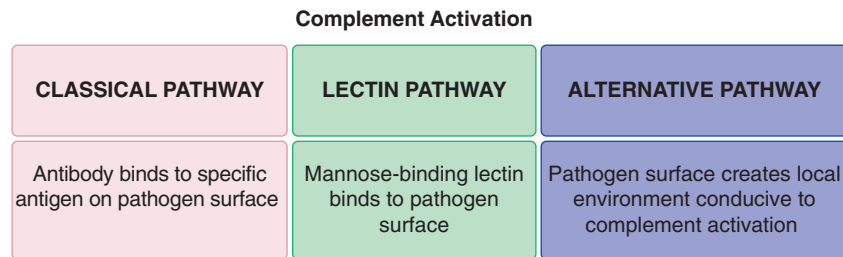 Complement Activation
CLASSICAL PATHWAY
LECTIN PATHWAY
ALTERNATIVE PATHWAY
Antibody binds to specific
antigen on pathogen surface
Mannose-binding lectin
binds to pathogen
surface
Pathogen surface creates local
environment conducive to
complement activation